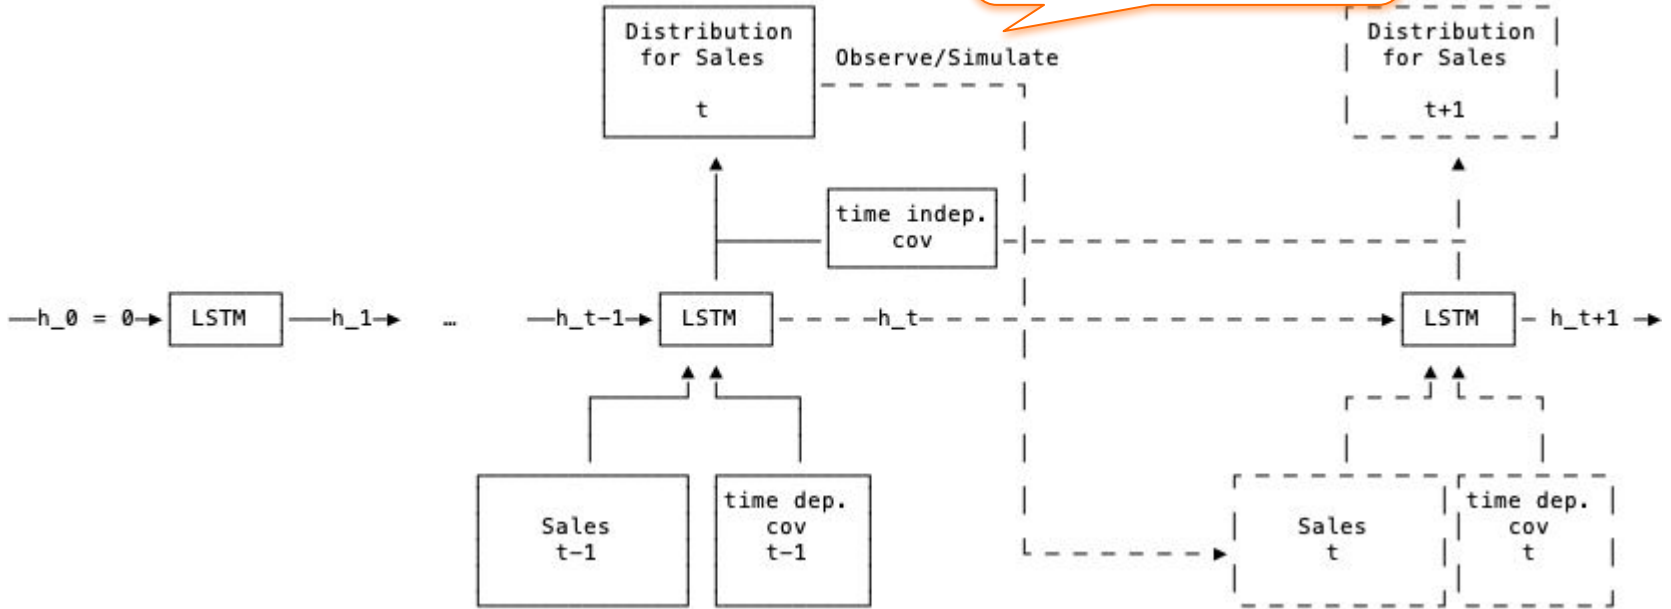 Distribution
for Sales
t
Observe/Simulate
Distribution
for Sales
t+1
time indep.
cov
h_0 = 0
LSTM
h_1
…
h_t-1
LSTM
h_t
LSTM
h_t+1
Sales
t-1
time dep.
cov
t-1
Sales
t
time dep.
cov
t